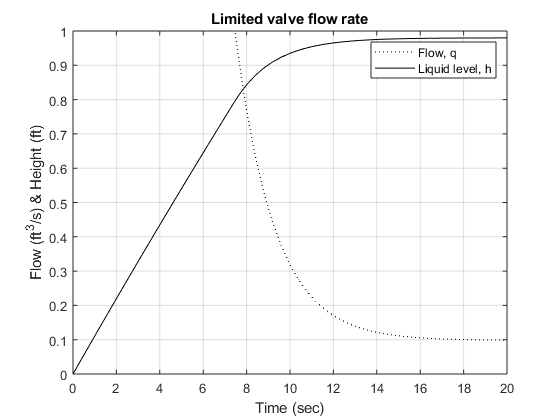 Limited valve flow rate
Flow, q
Liquid level, h
1
0.9
0.8
0.7
0.6
0.5
0.4
0.3
0.2
0.1
0
Flow (ft³/s) & Height (ft)
0 2 4 6 8 10 12 14 16 18 20
Time (sec)